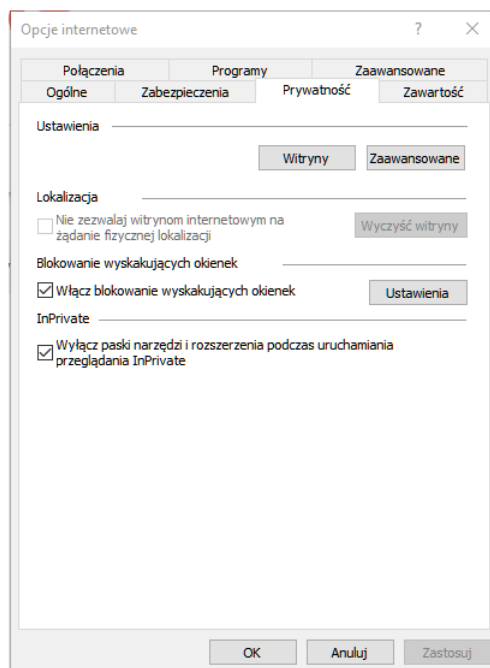 Opcje internetowe ?
Połączenia Programy Zaawansowane
Ogólne Zabezpieczenia Prywatność Zawartość
Ustawienia
Witryny Zaawansowane
Lokalizacja
Nie zezwalaj witrynom internetowym na
żądanie fizycznej lokalizacji
Wyczyść witryny
Blokowanie wyskakujących okienek
Włącz blokowanie wyskakujących okienek Ustawienia
InPrivate
Wyłącz paski narzędzi i rozszerzenia podczas uruchamiania
przeglądania InPrivate
OK Anuluj Zastosuj